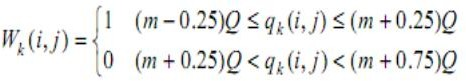 W_k(i,j) = { 1 (m−0.25)Q ≤ q_k(i,j) ≤ (m+0.25)Q
0 (m+0.25)Q < q_k(i,j) < (m+0.75)Q